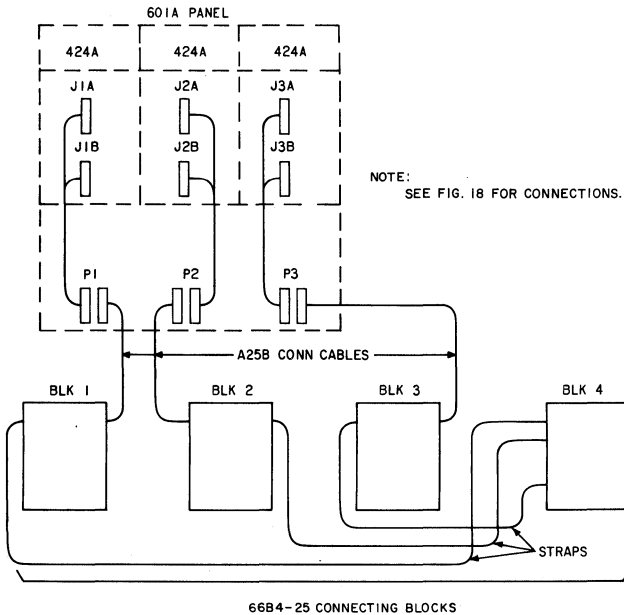 601A PANEL
424A 424A 424A
J1A J2A J3A
J1B J2B J3B
NOTE:
SEE FIG. 18 FOR CONNECTIONS.
P1 P2 P3
A25B CONN CABLES
BLK 1 BLK 2 BLK 3 BLK 4
STRAPS
66B4-25 CONNECTING BLOCKS